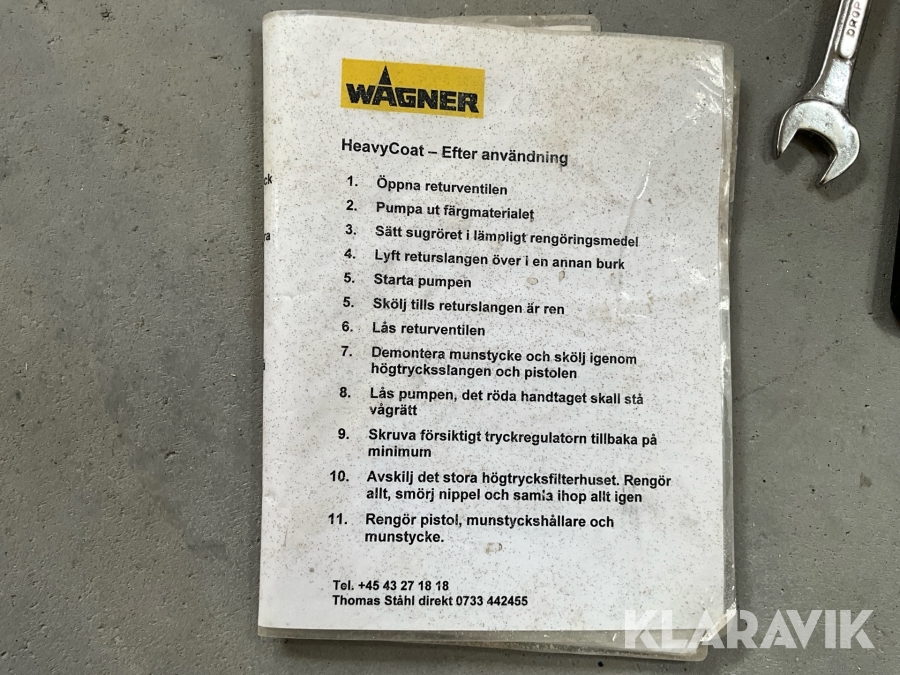 WAGNER
HeavyCoat – Efter användning
1. Öppna returventilen
2. Pumpa ut färgmaterialet
3. Sätt sugröret i lämpligt rengöringsmedel
4. Lyft returslangen över i en annan burk
5. Starta pumpen
5. Skölj tills returslangen är ren
6. Lås returventilen
7. Demontera munstycke och skölj igenom
högtrycksslangen och pistolen
8. Lås pumpen, det röda handtaget skall stå
vågrätt
9. Skruva försiktigt tryckregulatorn tillbaka på
minimum
10. Avskilj det stora högtrycksfilterhuset. Rengör
allt, smörj nippel och samla ihop allt igen
11. Rengör pistol, munstyckshållare och
munstycke.
Tel. +45 43 27 18 18
Thomas Ståhl direkt 0733 442455
DROP
KLARAVIK